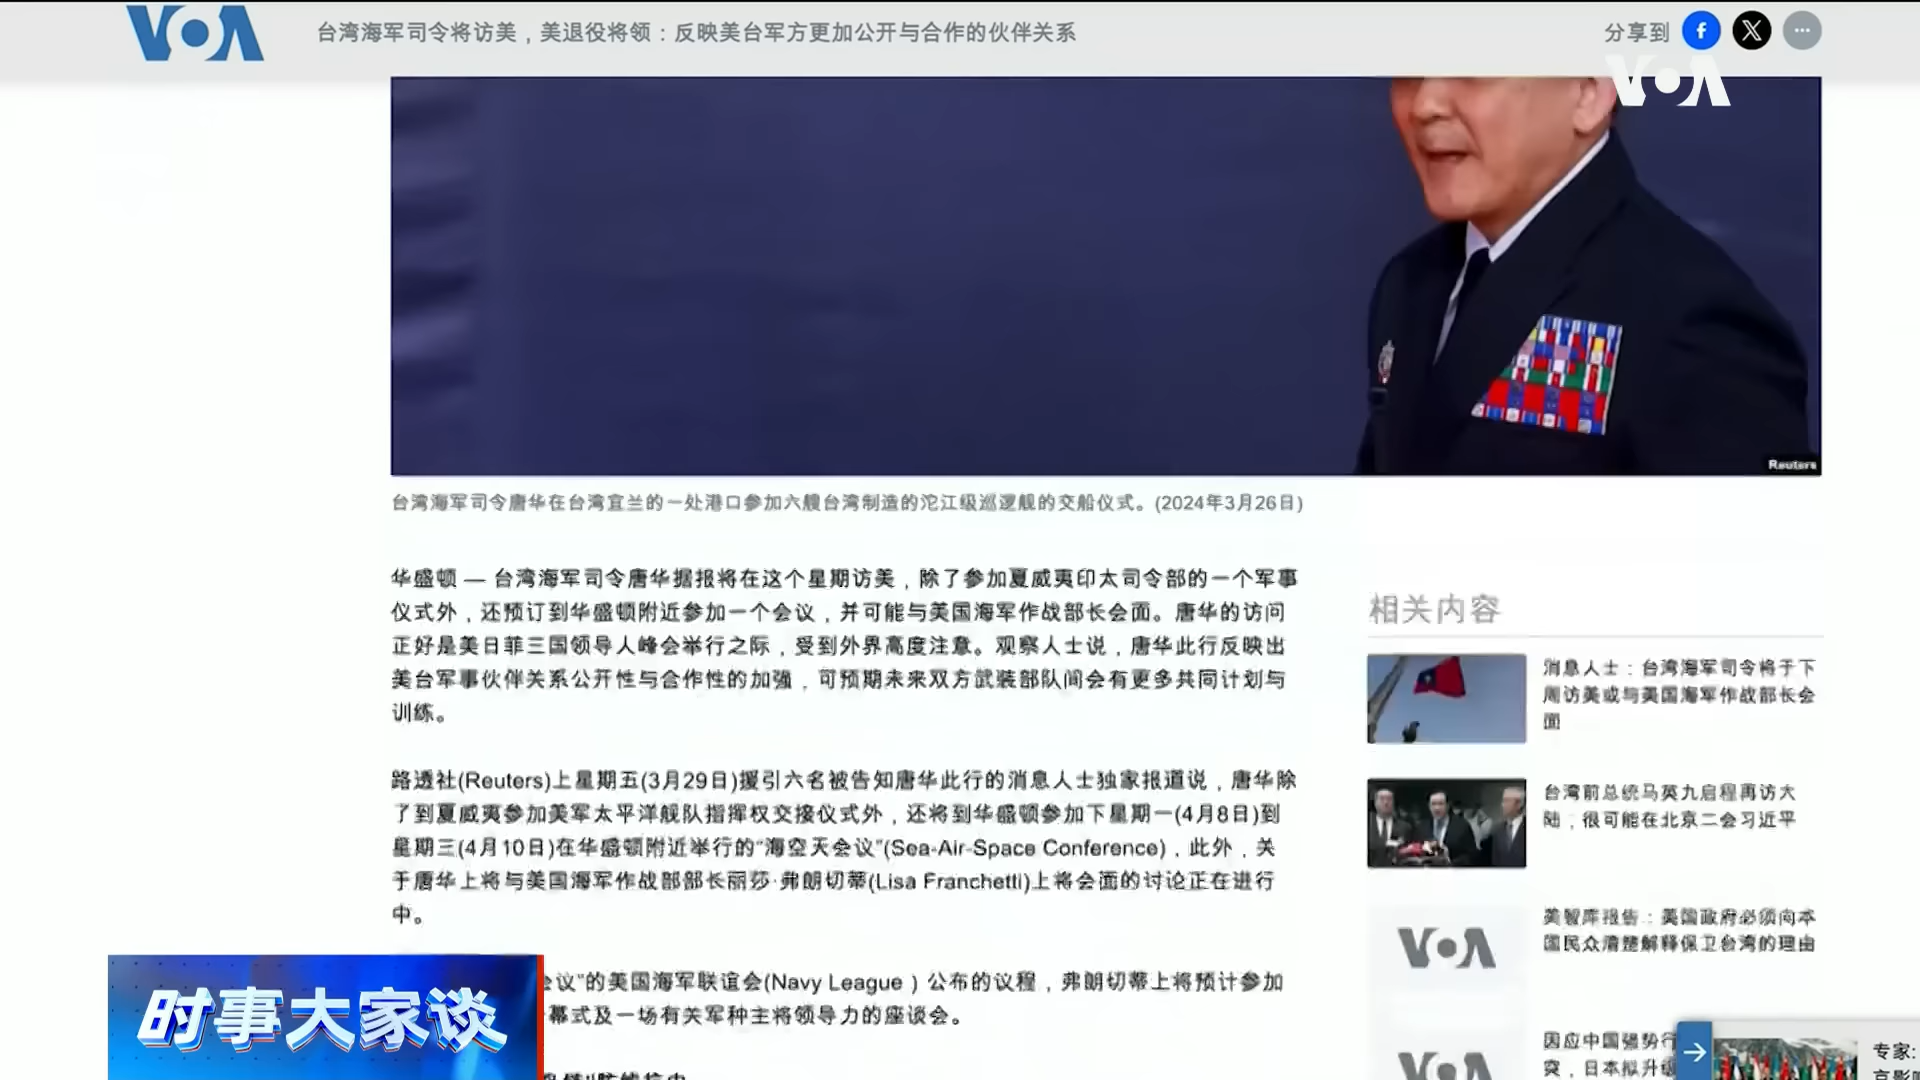 VOA
台湾海军司令将访美，美退役将领：反映美台军方更加公开与合作的伙伴关系
分享到
VOA
Reuters
台湾海军司令唐华在台湾宜兰的一处港口参加六艘台湾制造的沱江级巡逻舰的交船仪式。(2024年3月26日)
华盛顿 — 台湾海军司令唐华据报将在这个星期访美，除了参加夏威夷印太司令部的一个军事
仪式外，还预订到华盛顿附近参加一个会议，并可能与美国海军作战部长会面。唐华的访问
正好是美日菲三国领导人峰会举行之际，受到外界高度注意。观察人士说，唐华此行反映出
美台军事伙伴关系公开性与合作性的加强，可预期未来双方武装部队间会有更多共同计划与
训练。
路透社(Reuters)上星期五(3月29日)援引六名被告知唐华此行的消息人士独家报道说，唐华除
了到夏威夷参加美军太平洋舰队指挥权交接仪式外，还将到华盛顿参加下星期一(4月8日)到
星期三(4月10日)在华盛顿附近举行的“海空天会议”(Sea-Air-Space Conference)，此外，关
于唐华上将与美国海军作战部部长丽莎·弗朗切蒂(Lisa Franchetti)上将会面的讨论正在进行
中。
会议”的美国海军联谊会(Navy League ) 公布的议程，弗朗切蒂上将预计参加
幕式及一场有关军种主将领导力的座谈会。
相关内容
消息人士：台湾海军司令将于下
周访美或与美国海军作战部长会
面
台湾前总统马英九启程再访大
陆，很可能在北京二会习近平
VOA
美智库报告：美国政府必须向本
国民众清楚解释保卫台湾的理由
VOA
因应中国强势行
突，日本拟升级
专家:
京影响
时事大家谈